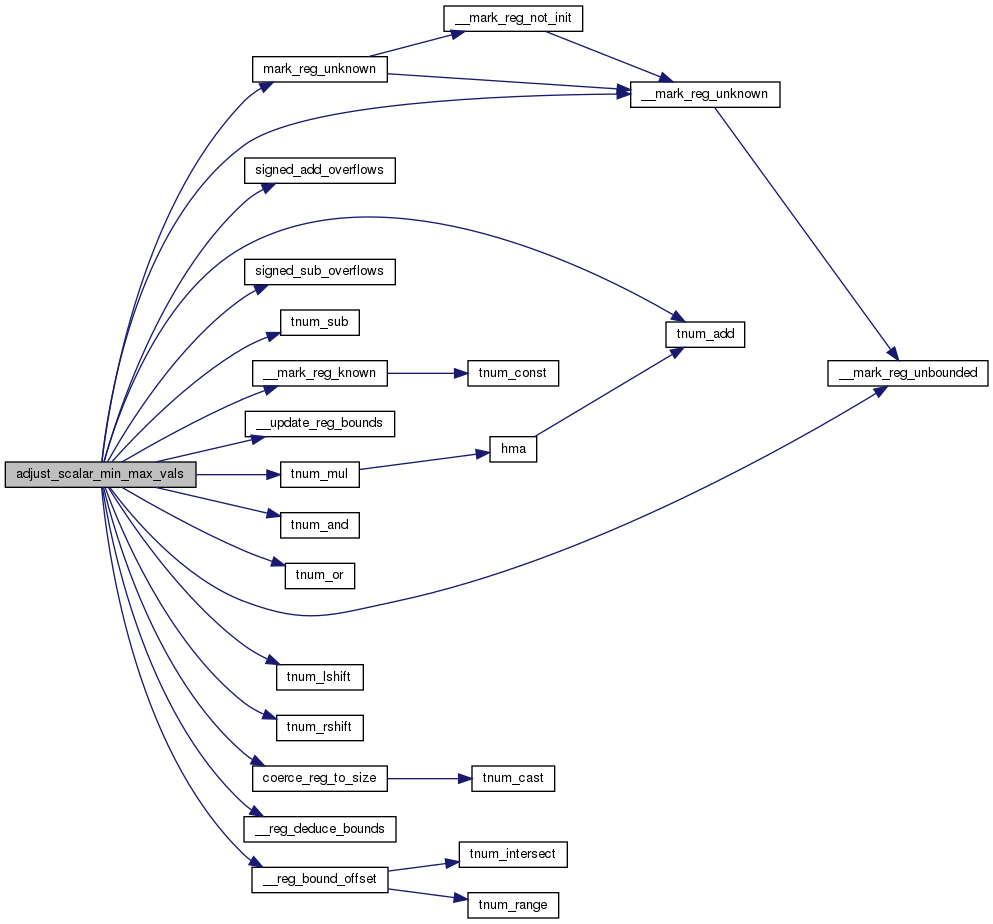 __mark_reg_not_init
mark_reg_unknown
__mark_reg_unknown
signed_add_overflows
signed_sub_overflows
tnum_sub
tnum_add
__mark_reg_known
tnum_const
__mark_reg_unbounded
__update_reg_bounds
hma
adjust_scalar_min_max_vals
tnum_mul
tnum_and
tnum_or
tnum_lshift
tnum_rshift
coerce_reg_to_size
tnum_cast
__reg_deduce_bounds
tnum_intersect
__reg_bound_offset
tnum_range